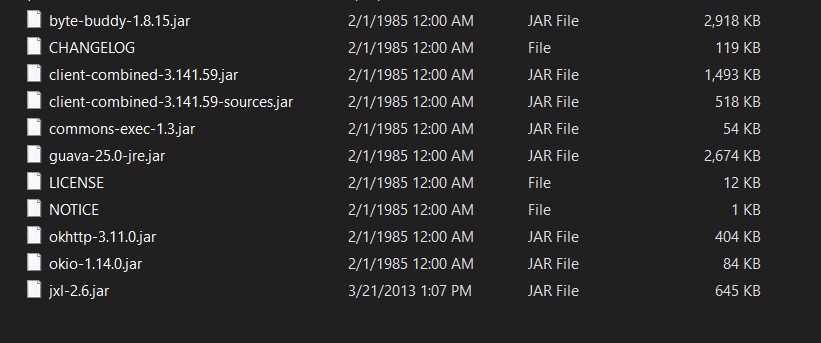 byte-buddy-1.8.15.jar 2/1/1985 12:00 AM JAR File 2,918 KB
CHANGELOG 2/1/1985 12:00 AM File 119 KB
client-combined-3.141.59.jar 2/1/1985 12:00 AM JAR File 1,493 KB
client-combined-3.141.59-sources.jar 2/1/1985 12:00 AM JAR File 518 KB
commons-exec-1.3.jar 2/1/1985 12:00 AM JAR File 54 KB
guava-25.0-jre.jar 2/1/1985 12:00 AM JAR File 2,674 KB
LICENSE 2/1/1985 12:00 AM File 12 KB
NOTICE 2/1/1985 12:00 AM File 1 KB
okhttp-3.11.0.jar 2/1/1985 12:00 AM JAR File 404 KB
okio-1.14.0.jar 2/1/1985 12:00 AM JAR File 84 KB
jxl-2.6.jar 3/21/2013 1:07 PM JAR File 645 KB